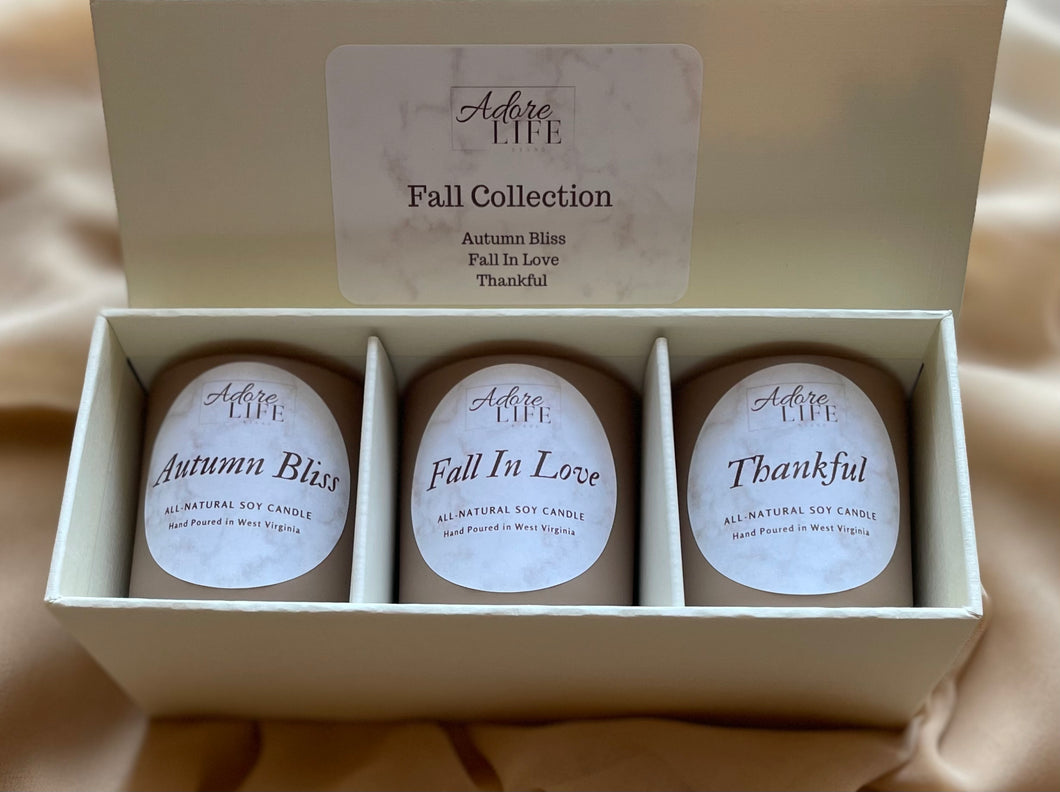 Adore
LIFE
Fall Collection
Autumn Bliss
Fall In Love
Thankful
Adore
LIFE
Autumn Bliss
ALL-NATURAL SOY CANDLE
Hand Poured in West Virginia
Adore
LIFE
Fall In Love
ALL-NATURAL SOY CANDLE
Hand Poured in West Virginia
Adore
LIFE
Thankful
ALL-NATURAL SOY CANDLE
Hand Poured in West Virginia